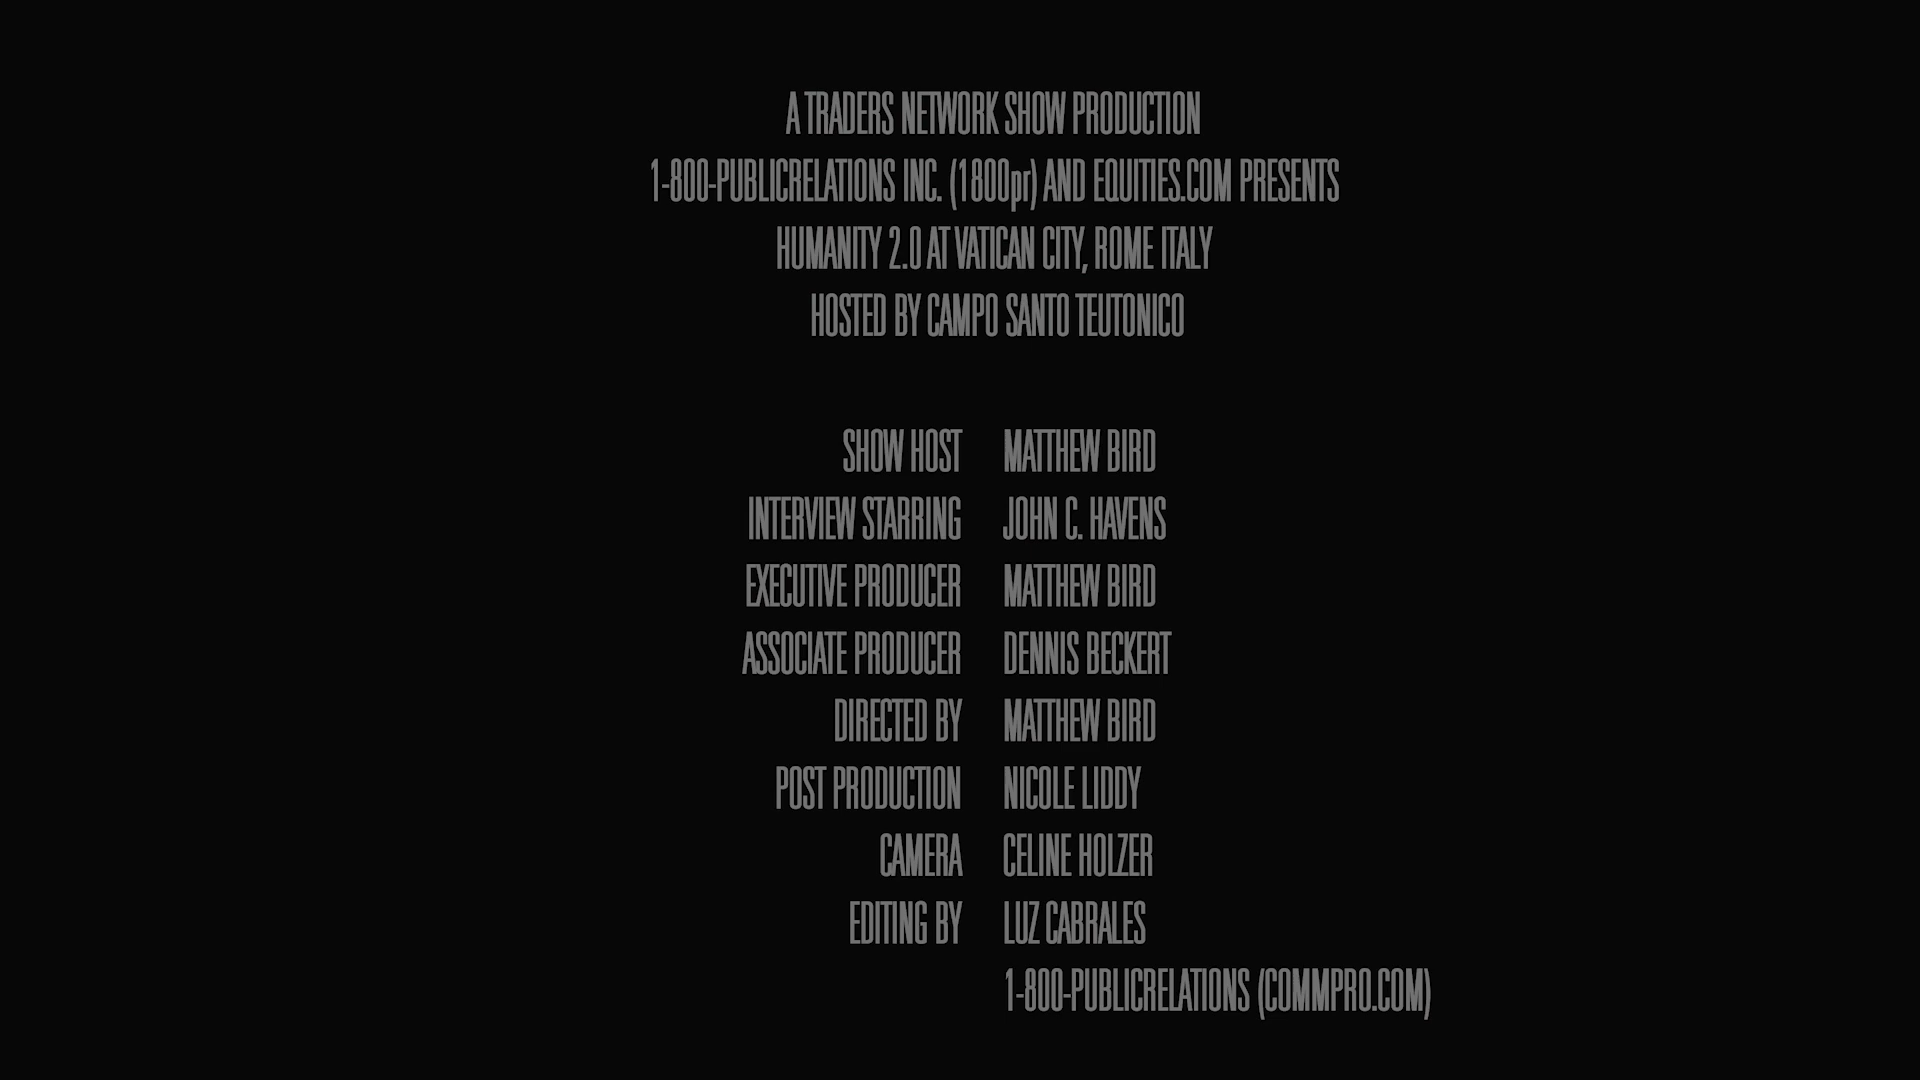 A TRADERS NETWORK SHOW PRODUCTION
1-800-PUBLICRELATIONS INC. (1800pr) AND EQUITIES.COM PRESENTS
HUMANITY 2.0 AT VATICAN CITY, ROME ITALY
HOSTED BY CAMPO SANTO TEUTONICO
SHOW HOST MATTHEW BIRD
INTERVIEW STARRING JOHN C. HAVENS
EXECUTIVE PRODUCER MATTHEW BIRD
ASSOCIATE PRODUCER DENNIS BECKERT
DIRECTED BY MATTHEW BIRD
POST PRODUCTION NICOLE LIDDY
CAMERA CELINE HOLZER
EDITING BY LUZ CABRALES
1-800-PUBLICRELATIONS (COMMPRO.COM)